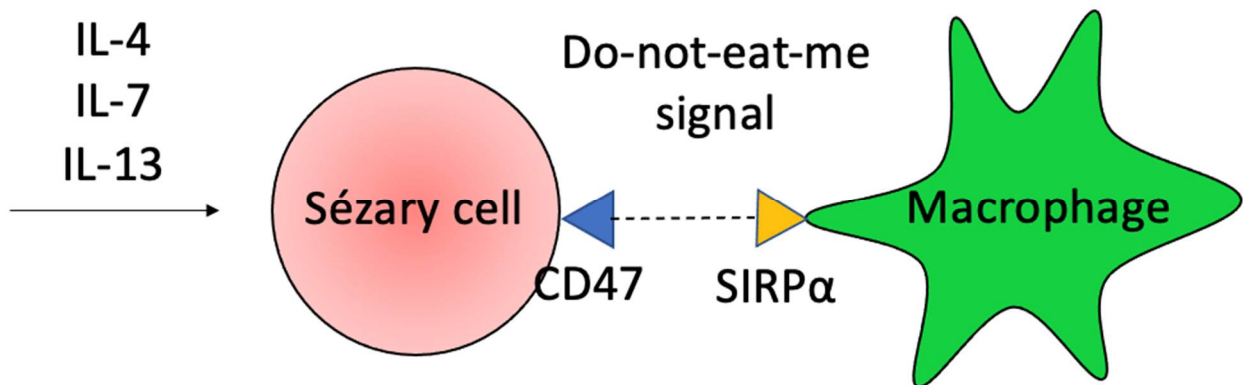 IL-4
IL-7
IL-13
Sézary cell
Do-not-eat-me
signal
CD47
SIRPα
Macrophage